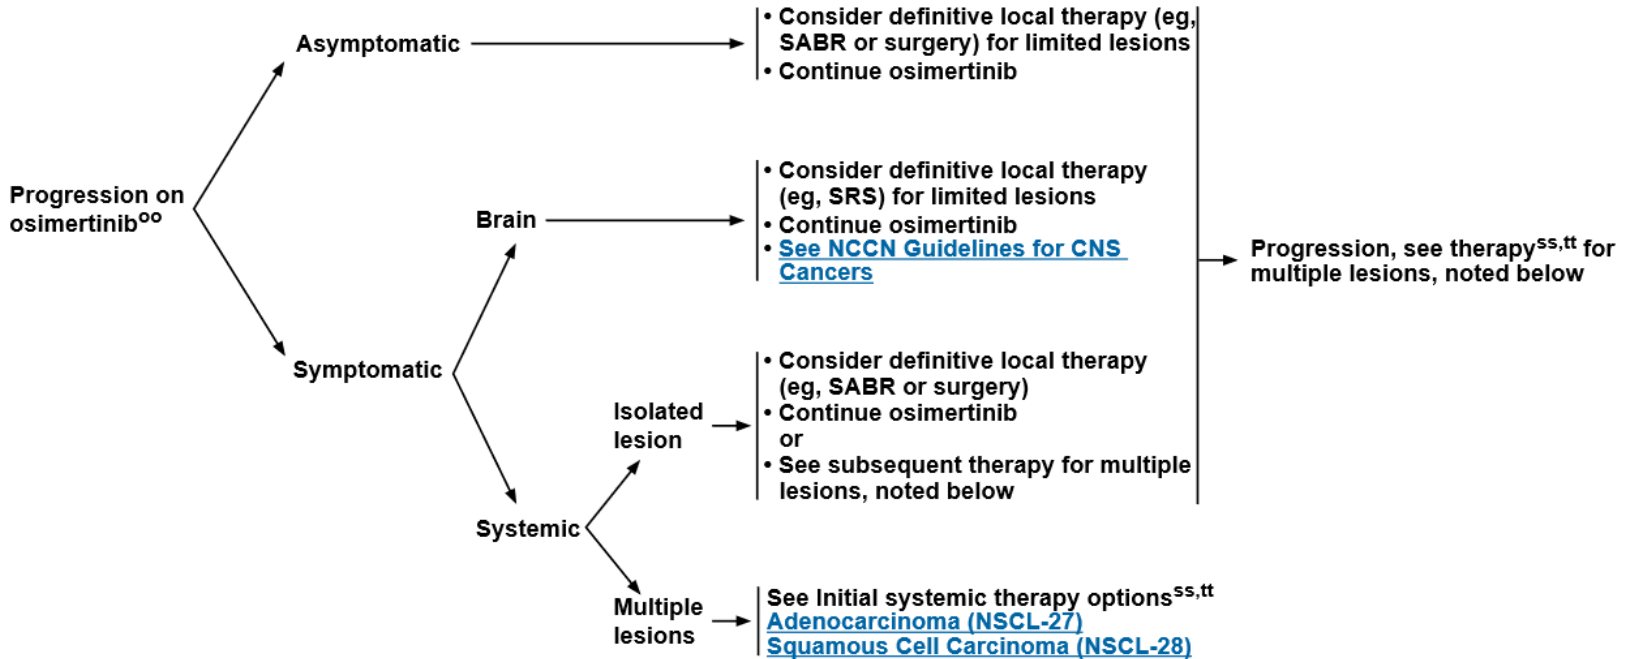 Asymptomatic
• Consider definitive local therapy (eg,
SABR or surgery) for limited lesions
• Continue osimertinib
Progression on
osimertiniboo
Brain
• Consider definitive local therapy
(eg, SRS) for limited lesions
• Continue osimertinib
• See NCCN Guidelines for CNS
Cancers
Progression, see therapyss,tt for
multiple lesions, noted below
Symptomatic
Isolated
lesion
• Consider definitive local therapy
(eg, SABR or surgery)
• Continue osimertinib
or
• See subsequent therapy for multiple
lesions, noted below
Systemic
Multiple
lesions
See Initial systemic therapy optionsss,tt
Adenocarcinoma (NSCL-27)
Squamous Cell Carcinoma (NSCL-28)